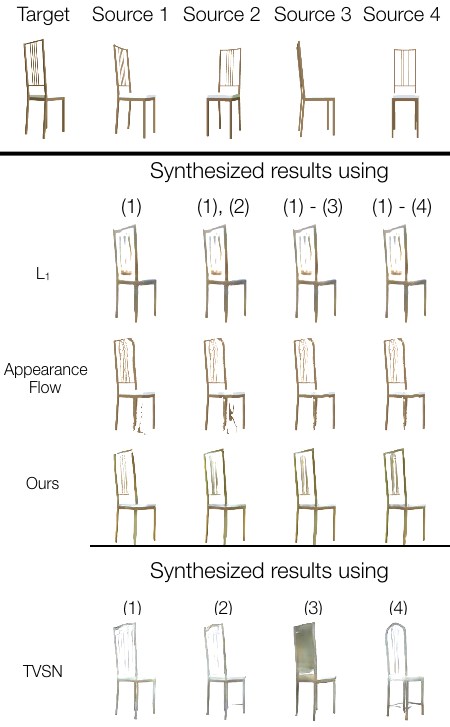 Target Source 1 Source 2 Source 3 Source 4
Synthesized results using
(1) (1), (2) (1) - (3) (1) - (4)
L₁
Appearance
Flow
Ours
Synthesized results using
(1) (2) (3) (4)
TVSN